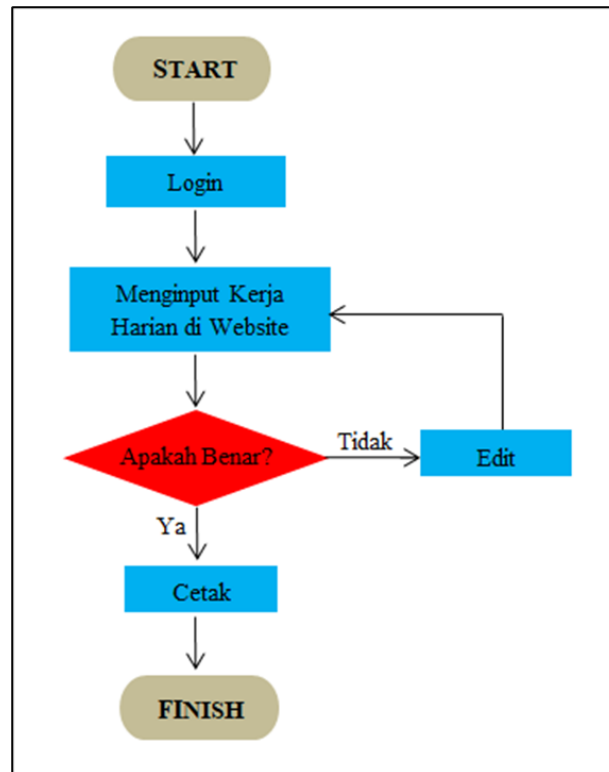 START
Login
Menginput Kerja
Harian di Website
Apakah Benar?
Tidak
Edit
Ya
Cetak
FINISH